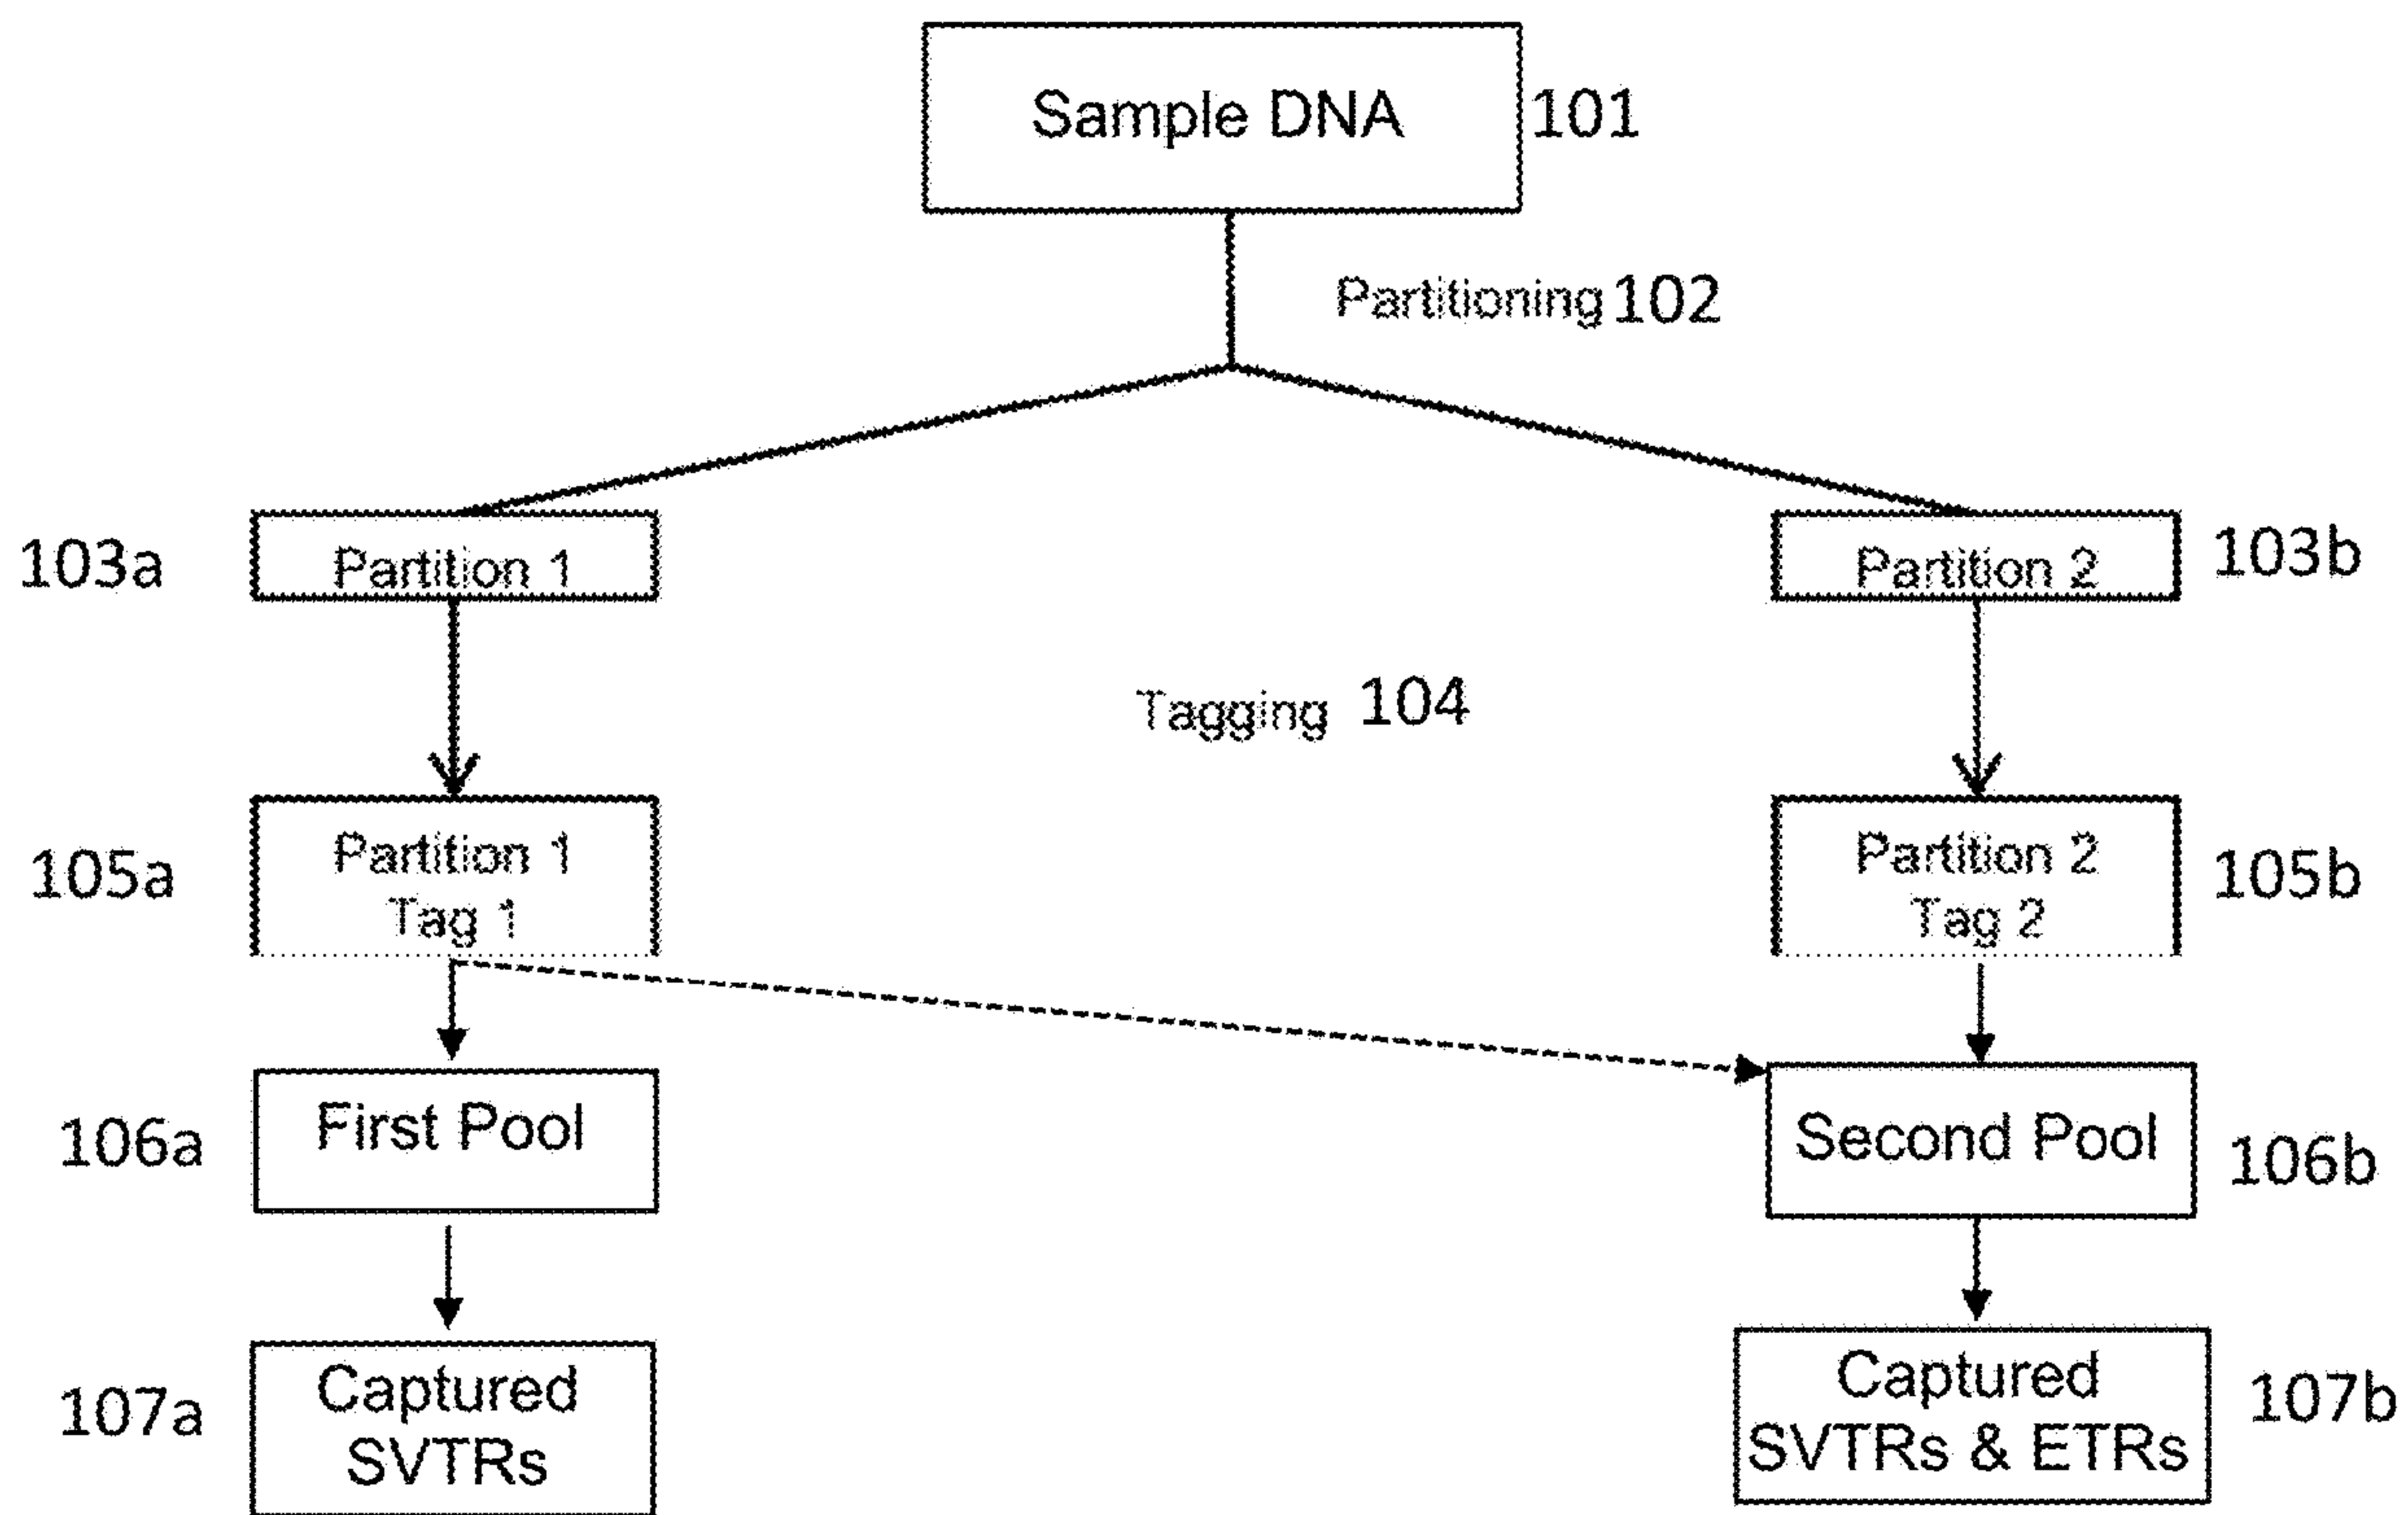 Sample DNA 101
Partitioning 102
103a Partition 1
Partition 2 103b
Tagging 104
105a
Partition 1
Tag 1
Partition 2
Tag 2
105b
106a First Pool
Second Pool 106b
107a
Captured
SVTRs
Captured
SVTRs & ETRs
107b